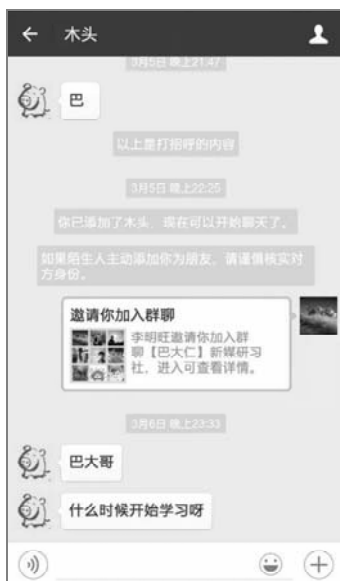 木头
3月5日 晚上21:47
巴
以上是打招呼的内容
3月5日 晚上22:25
你已添加了木头，现在可以开始聊天了。
如果陌生人主动添加你为朋友，请谨慎核实对
方身份。
邀请你加入群聊
李明旺邀请你加入群
聊【巴大仁】新媒研习
社，进入可查看详情。
3月6日 晚上23:33
巴大哥
什么时候开始学习呀